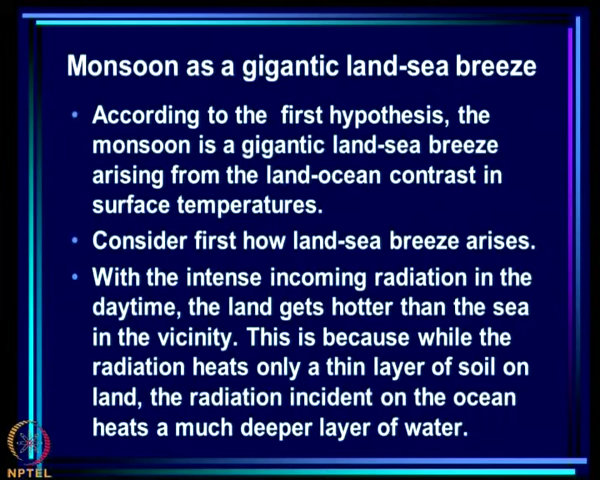 Monsoon as a gigantic land-sea breeze
• According to the first hypothesis, the
monsoon is a gigantic land-sea breeze
arising from the land-ocean contrast in
surface temperatures.
• Consider first how land-sea breeze arises.
• With the intense incoming radiation in the
daytime, the land gets hotter than the sea
in the vicinity. This is because while the
radiation heats only a thin layer of soil on
land, the radiation incident on the ocean
heats a much deeper layer of water.
NPTEL